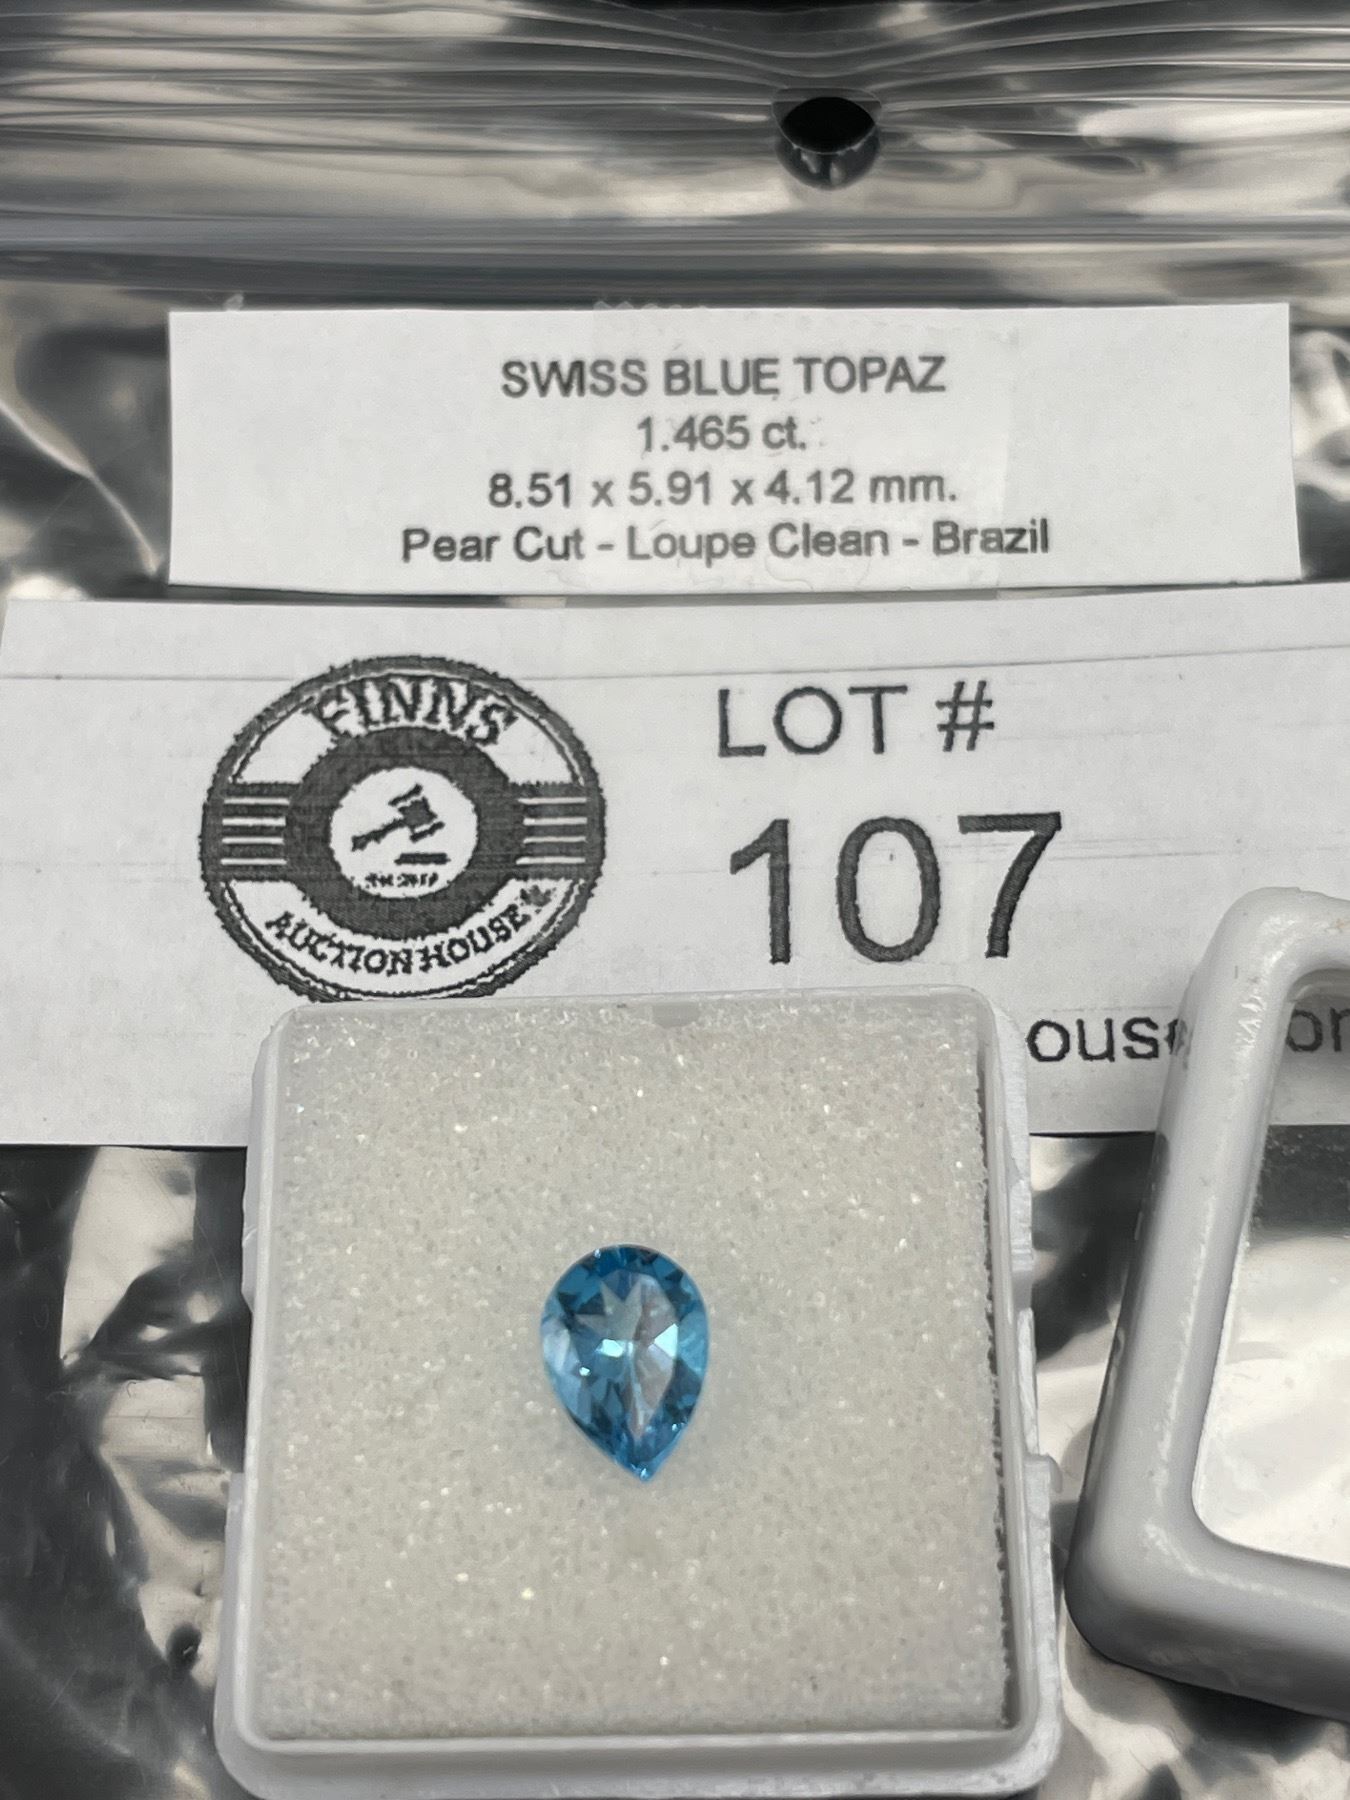 SWISS BLUE TOPAZ
1.465 ct.
8.51 x 5.91 x 4.12 mm.
Pear Cut - Loupe Clean - Brazil
FINNS
AUCTION HOUSE
LOT #
107